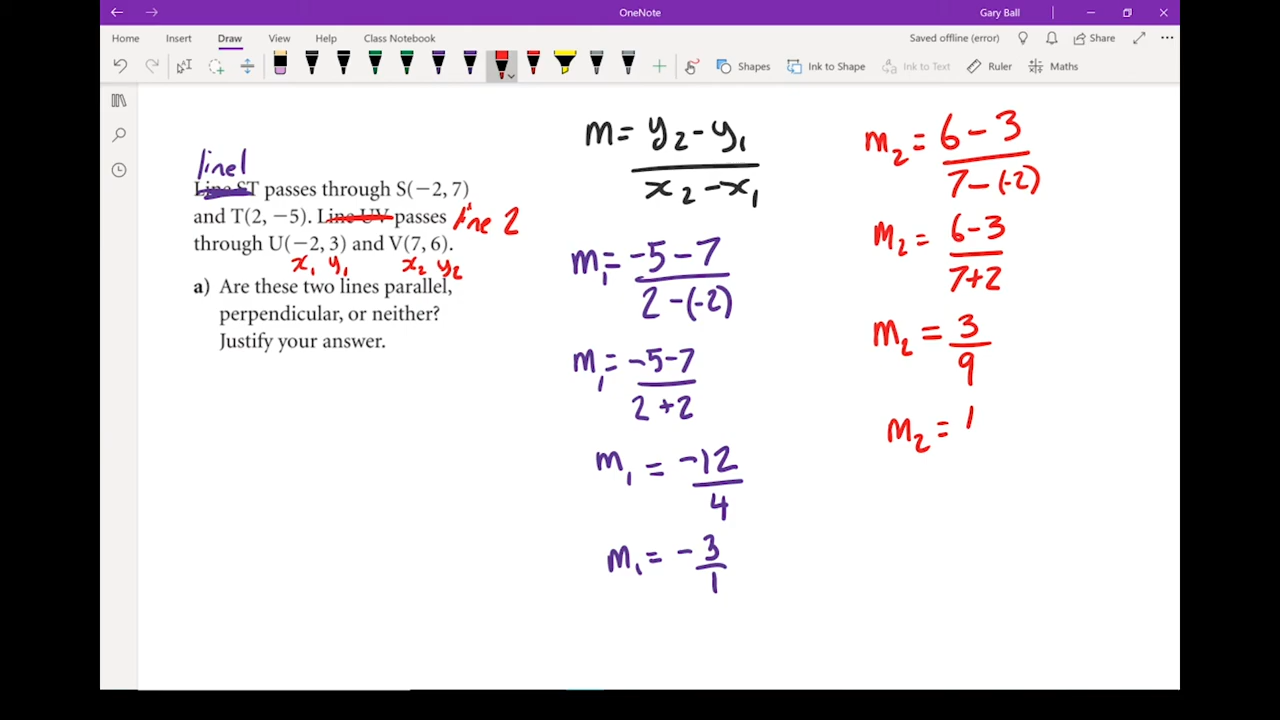 OneNote
Gary Ball
Home Insert Draw View Help Class Notebook
Saved offline (error) Share
Shapes Ink to Shape Ink to Text Ruler Maths
line1
Line ST passes through S(−2, 7)
and T(2, −5). Line UV passes line 2
through U(−2, 3) and V(7, 6).
x₁ y₁ x₂ y₂
a) Are these two lines parallel,
perpendicular, or neither?
Justify your answer.
m = y₂ - y₁
x₂ - x₁
m₁ = -5 - 7
2 - (-2)
m₁ = -5-7
2 +2
m₁ = -12
4
m₁ = - 3
1
m₂ = 6 - 3
7 - (-2)
m₂ = 6-3
7+2
m₂ = 3
9
m₂ = 1